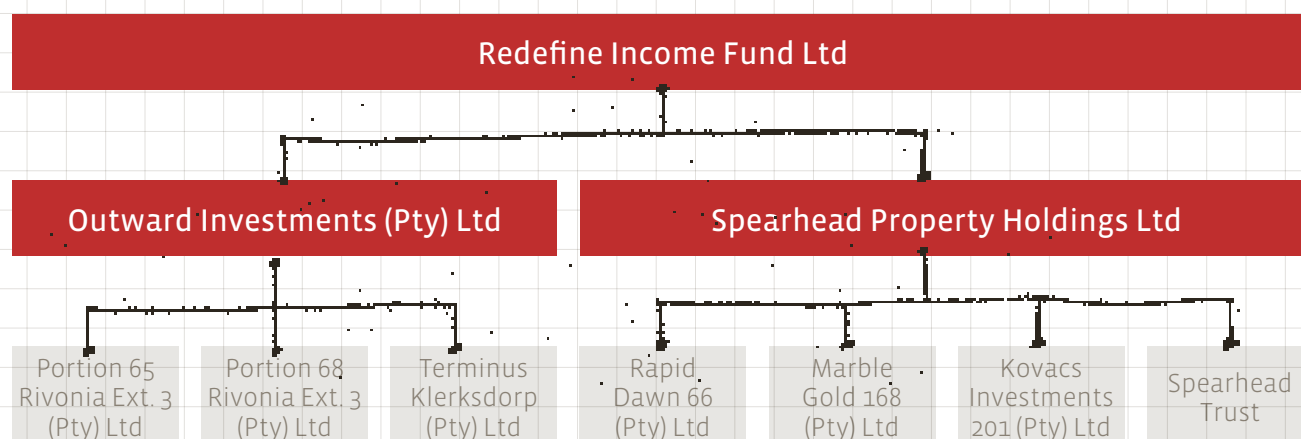 Redefine Income Fund Ltd
Outward Investments (Pty) Ltd
Spearhead Property Holdings Ltd
Portion 65
Rivonia Ext. 3
(Pty) Ltd
Portion 68
Rivonia Ext. 3
(Pty) Ltd
Terminus
Klerksdorp
(Pty) Ltd
Rapid
Dawn 66
(Pty) Ltd
Marble
Gold 168
(Pty) Ltd
Kovacs
Investments
201 (Pty) Ltd
Spearhead
Trust